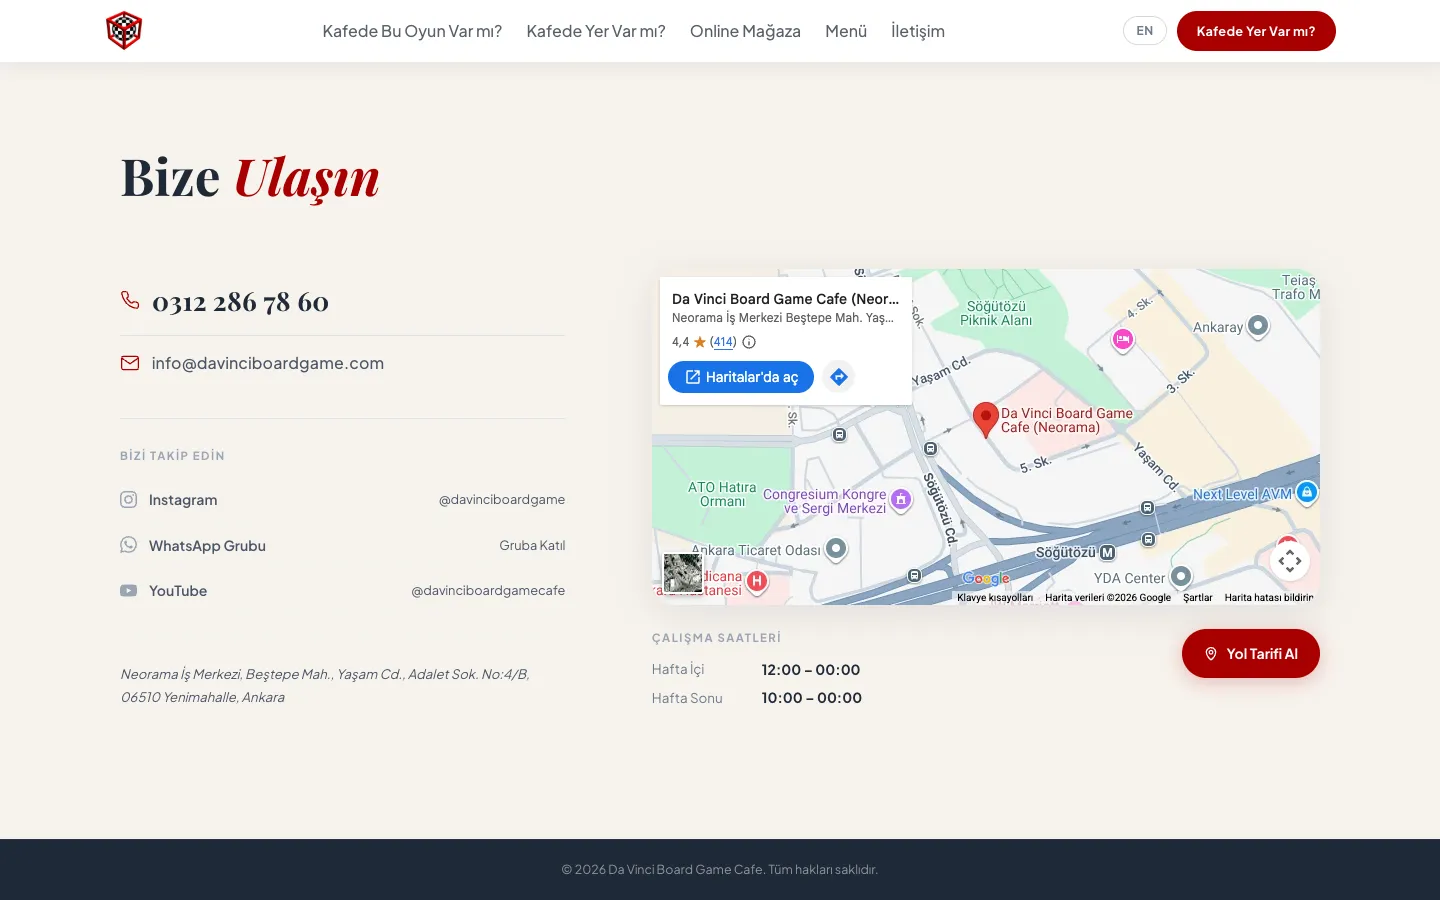 Kafede Bu Oyun Var mı?
Kafede Yer Var mı?
Online Mağaza
Menü
İletişim
EN
Kafede Yer Var mı?
Bize Ulaşın
0312 286 78 60
info@davinciboardgame.com
BİZİ TAKİP EDİN
Instagram
@davinciboardgame
WhatsApp Grubu
Gruba Katıl
YouTube
@davinciboardgamecafe
Neorama İş Merkezi, Beştepe Mah., Yaşam Cd., Adalet Sok. No:4/B,
06510 Yenimahalle, Ankara
Da Vinci Board Game Cafe (Neor...
Neorama İş Merkezi Beştepe Mah. Yaş...
4,4 (414)
Haritalar'da aç
Söğütözü
Piknik Alanı
Teiaş
Trafo M
4. Sk.
Ankaray
Sok.
Yaşam Cd.
3. Sk.
Sk.
Da Vinci Board Game
Cafe (Neorama)
5. Sk.
Yaşam Cd.
ATO Hatıra
Ormanı
Congresium Kongre
ve Sergi Merkezi
Söğütözü Cd.
Next Level AVM
Ankara Ticaret Odası
Söğütözü M
YDA Center
dicana
H
Google
Klavye kısayolları
Harita verileri ©2026 Google
Şartlar
Harita hatası bildirin
ÇALIŞMA SAATLERİ
Hafta İçi
12:00 – 00:00
Hafta Sonu
10:00 – 00:00
Yol Tarifi Al
© 2026 Da Vinci Board Game Cafe. Tüm hakları saklıdır.